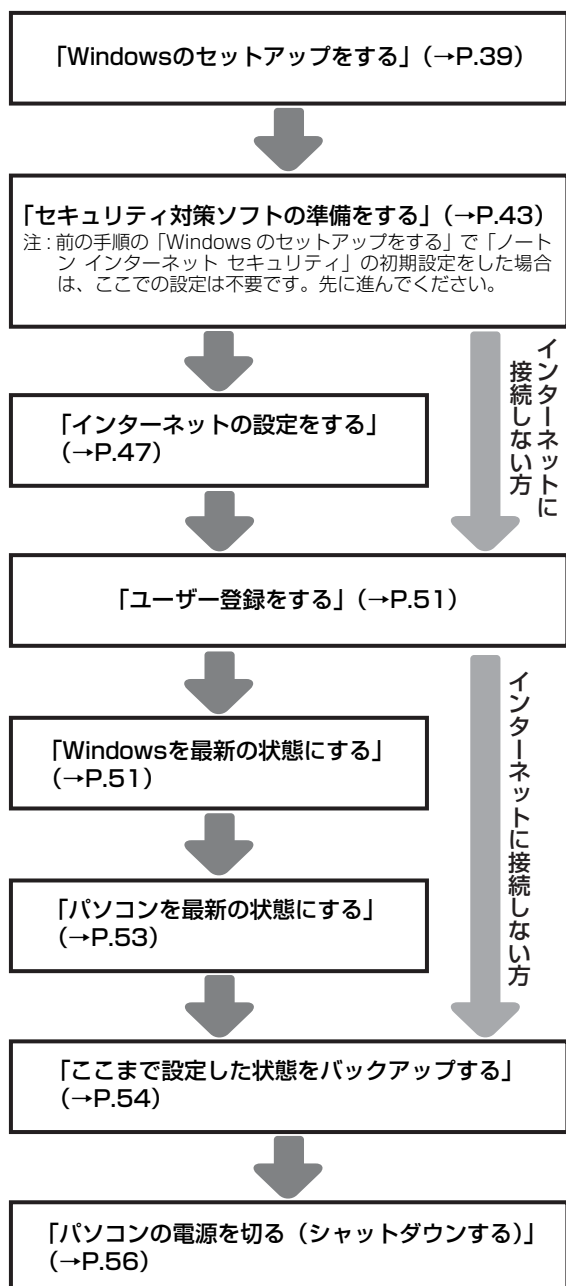 「Windowsのセットアップをする」（→P.39）
「セキュリティ対策ソフトの準備をする」（→P.43）
注：前の手順の「Windows のセットアップをする」で「ノート
ン インターネット セキュリティ」の初期設定をした場合
は、ここでの設定は不要です。先に進んでください。
インターネットに
接続しない方
「インターネットの設定をする」
（→P.47）
「ユーザー登録をする」（→P.51）
インターネットに接続しない方
「Windowsを最新の状態にする」
（→P.51）
「パソコンを最新の状態にする」
（→P.53）
「ここまで設定した状態をバックアップする」
（→P.54）
「パソコンの電源を切る（シャットダウンする）」
（→P.56）